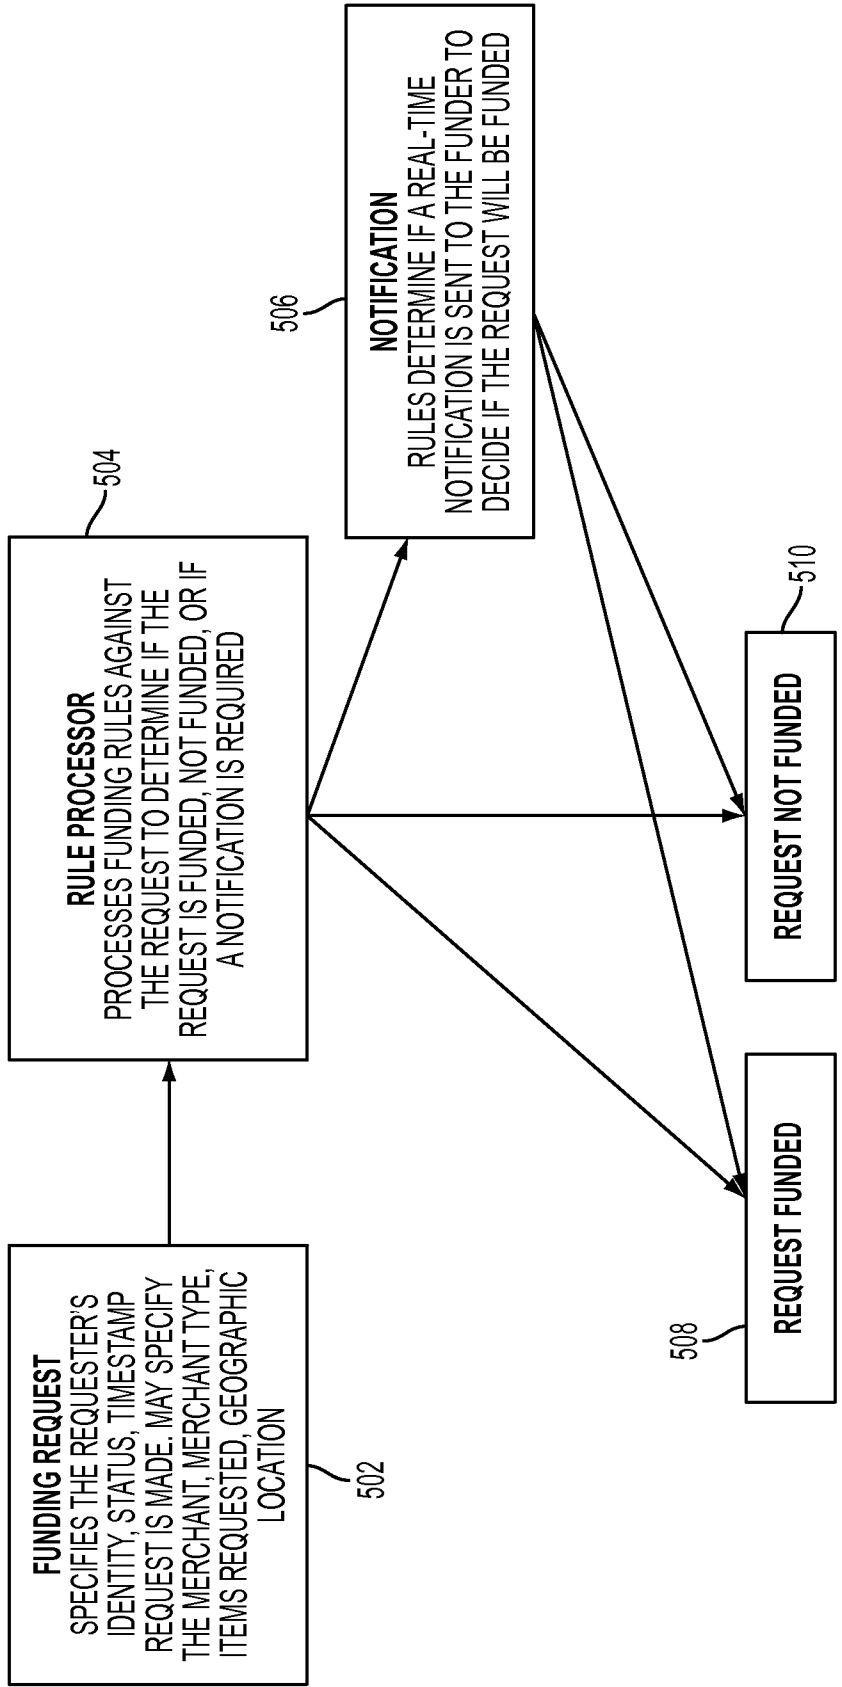 FUNDING REQUEST
SPECIFIES THE REQUESTER'S
IDENTITY, STATUS, TIMESTAMP
REQUEST IS MADE. MAY SPECIFY
THE MERCHANT, MERCHANT TYPE,
ITEMS REQUESTED, GEOGRAPHIC
LOCATION
502
RULE PROCESSOR
PROCESSES FUNDING RULES AGAINST
THE REQUEST TO DETERMINE IF THE
REQUEST IS FUNDED, NOT FUNDED, OR IF
A NOTIFICATION IS REQUIRED
504
506
NOTIFICATION
RULES DETERMINE IF A REAL-TIME
NOTIFICATION IS SENT TO THE FUNDER TO
DECIDE IF THE REQUEST WILL BE FUNDED
508
REQUEST FUNDED
510
REQUEST NOT FUNDED